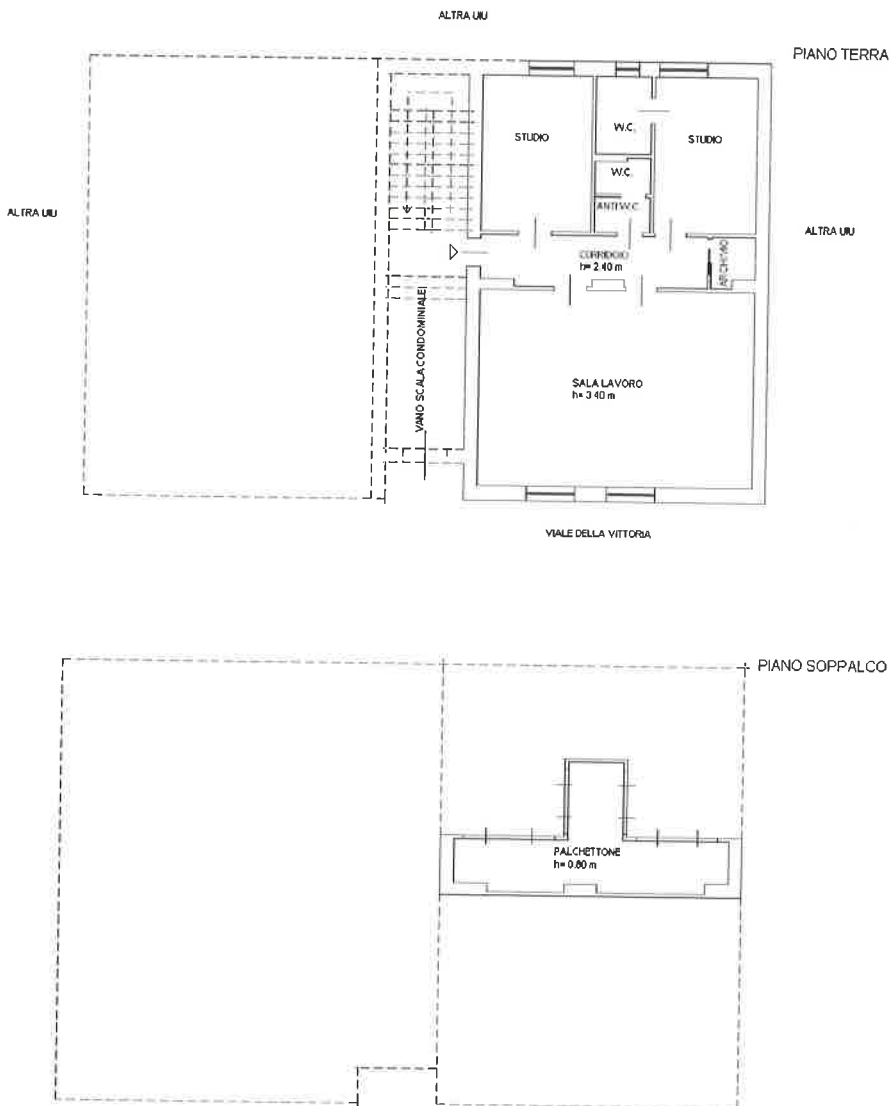 ALTRA UIU
PIANO TERRA
STUDIO
W.C.
STUDIO
W.C.
ANTI W.C.
ALTRA UIU
ALTRA UIU
CORRIDOIO
h= 2.40 m
ARCHIVIO
VANO SCALA CONDOMINIALE
SALA LAVORO
h= 3.40 m
VIALE DELLA VITTORIA
PIANO SOPPALCO
PALCHETTONE
h= 0.80 m